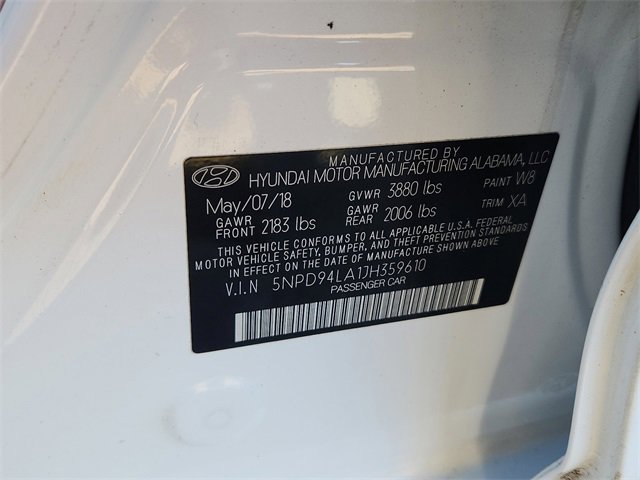 MANUFACTURED BY
HYUNDAI MOTOR MANUFACTURING ALABAMA, LLC
May/07/18 GVWR 3880 lbs PAINT W8
GAWR FRONT 2183 lbs GAWR REAR 2006 lbs TRIM XA
THIS VEHICLE CONFORMS TO ALL APPLICABLE U.S.A. FEDERAL
MOTOR VEHICLE SAFETY, BUMPER, AND THEFT PREVENTION STANDARDS
IN EFFECT ON THE DATE OF MANUFACTURE SHOWN ABOVE
V.I.N 5NPD94LA1JH359610
PASSENGER CAR